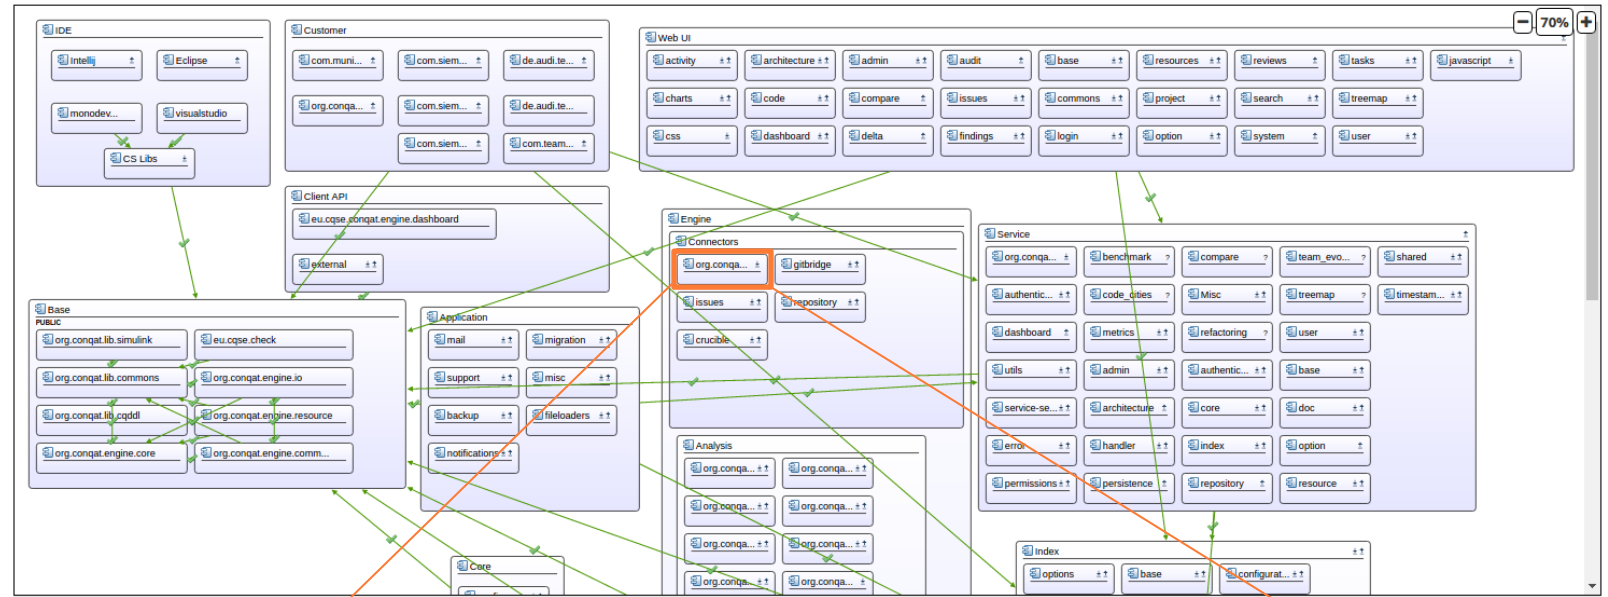 70%
IDE
Intellij
Eclipse
monodev...
visualstudio
CS Libs
Customer
com.muni...
com.siem...
de.audi.te...
org.conqa...
com.siem...
de.audi.te...
com.siem...
com.team...
Web UI
activity
architecture
admin
audit
base
resources
reviews
tasks
javascript
charts
code
compare
issues
commons
project
search
treemap
css
dashboard
delta
findings
login
option
system
user
Client API
eu.cqse.conqat.engine.dashboard
external
Base
PUBLIC
org.conqat.lib.simulink
eu.cqse.check
org.conqat.lib.commons
org.conqat.engine.io
org.conqat.lib.cqddl
org.conqat.engine.resource
org.conqat.engine.core
org.conqat.engine.comm...
Application
mail
migration
support
misc
backup
fileloaders
notifications
Core
Engine
Connectors
org.conqa...
gitbridge
issues
repository
crucible
Analysis
org.conqa...
org.conqa...
org.conqa...
org.conqa...
org.conqa...
org.conqa...
org.conqa...
org.conqa...
Service
org.conqa...
benchmark ?
compare ?
team_evo... ?
shared
authentic...
code_cities ?
Misc
treemap ?
timestam...
dashboard
metrics
refactoring ?
user
utils
admin
authentic...
base
service-se...
architecture
core
doc
error
handler
index
option
permissions
persistence
repository
resource
Index
options
base
configurat...